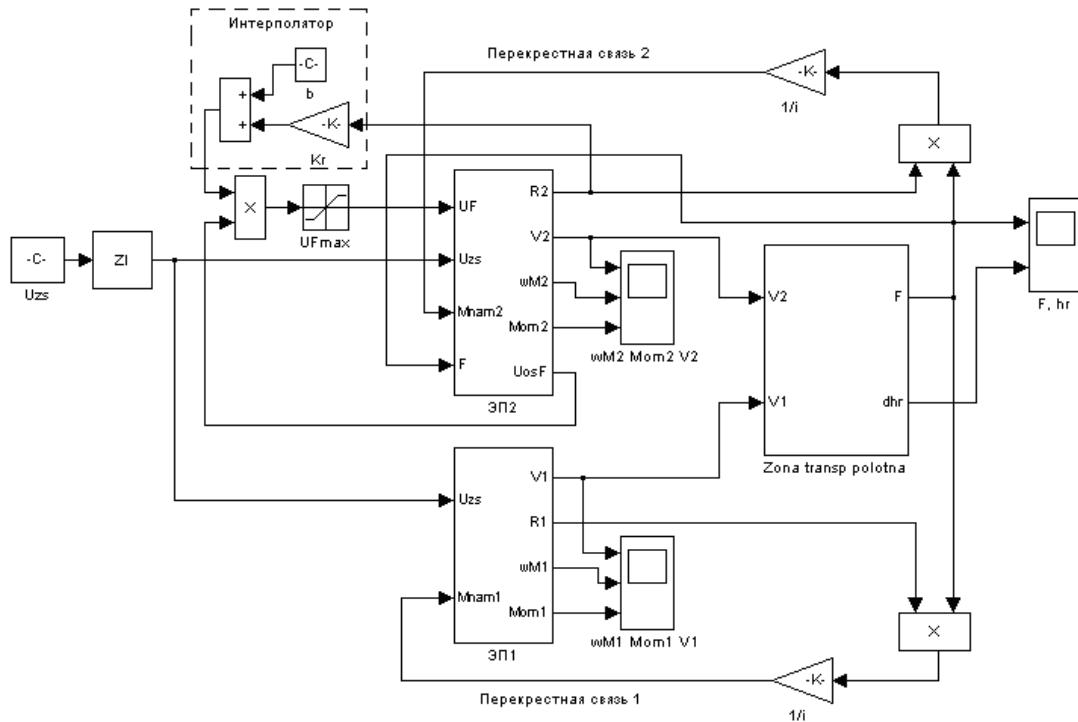 Интерполятор
-C-
b
+
+
-K-
Kr
Перекрестная связь 2
-K-
1/i
X
X
UFmax
-C-
Uzs
ZI
UF
Uzs
Mnam2
F
R2
V2
wM2
Mom2
UosF
ЭП2
wM2 Mom2 V2
V2
V1
F
dhr
Zona transp polotna
F, hr
Uzs
Mnam1
V1
R1
wM1
Mom1
ЭП1
wM1 Mom1 V1
X
-K-
1/i
Перекрестная связь 1